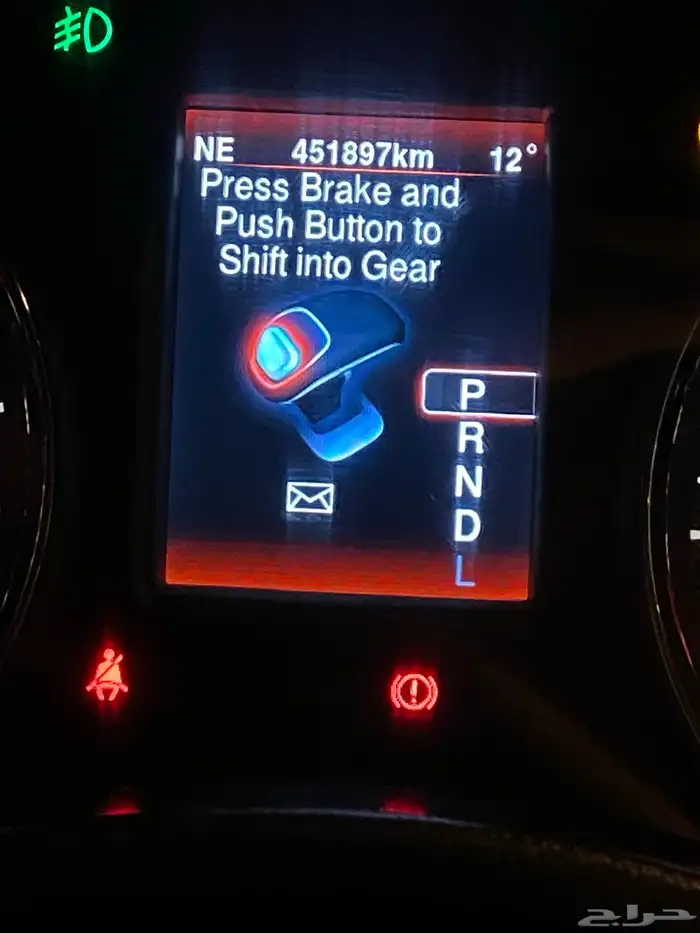 NE 451897km 12°
Press Brake and
Push Button to
Shift into Gear
P
R
N
D
L
حراج